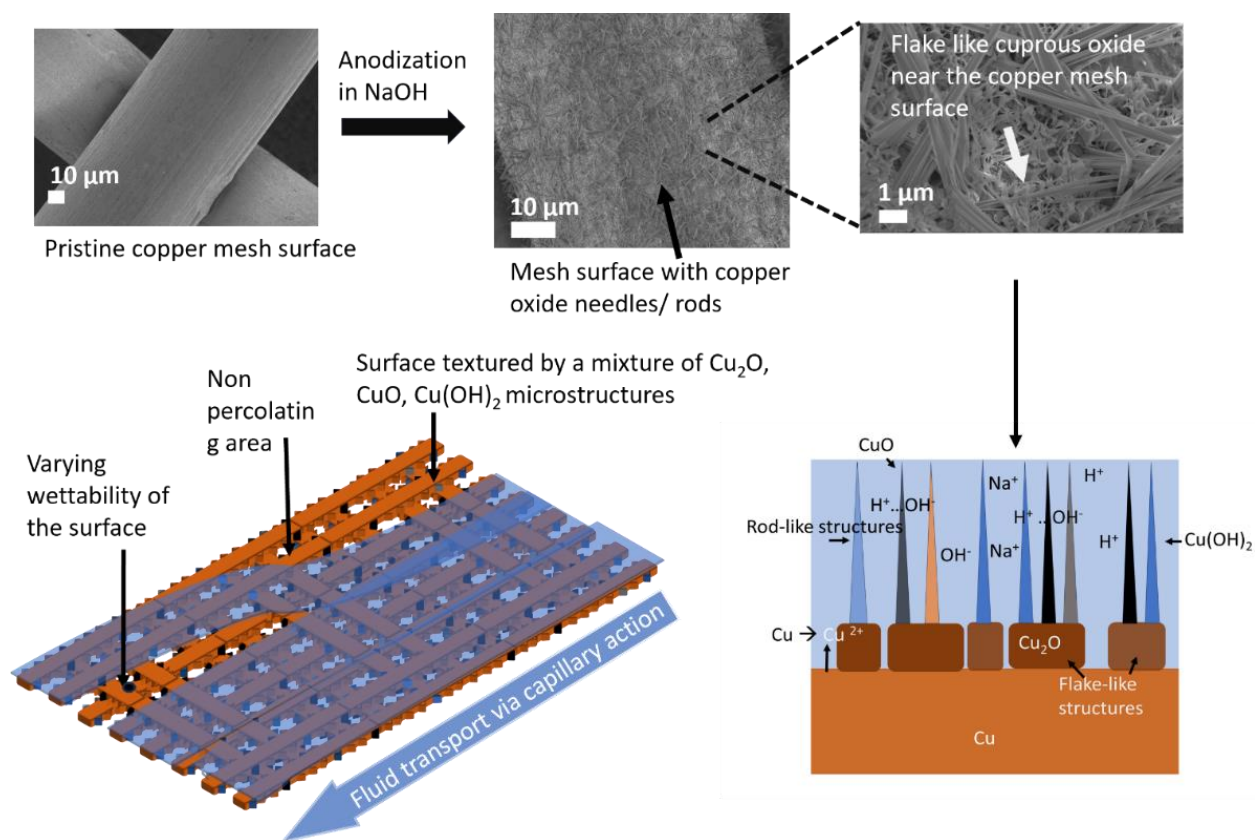 Anodization
in NaOH
10 µm
Pristine copper mesh surface
10 µm
Mesh surface with copper
oxide needles/ rods
Flake like cuprous oxide
near the copper mesh
surface
1 µm
Surface textured by a mixture of Cu₂O,
CuO, Cu(OH)₂ microstructures
Non
percolatin
g area
Varying
wettability of
the surface
Fluid transport via capillary action
CuO
Rod-like structures
H⁺...OH⁻
OH⁻
Na⁺
Na⁺
H⁺...OH⁻
H⁺
H⁺
Cu(OH)₂
Cu
Cu ²⁺
Cu₂O
Flake-like
structures
Cu